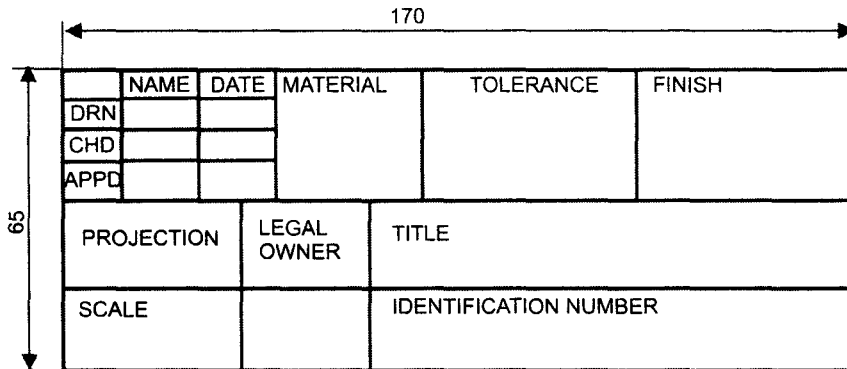 170
NAME DATE MATERIAL TOLERANCE FINISH
DRN
CHD
APPD
65
PROJECTION LEGAL OWNER TITLE
SCALE IDENTIFICATION NUMBER